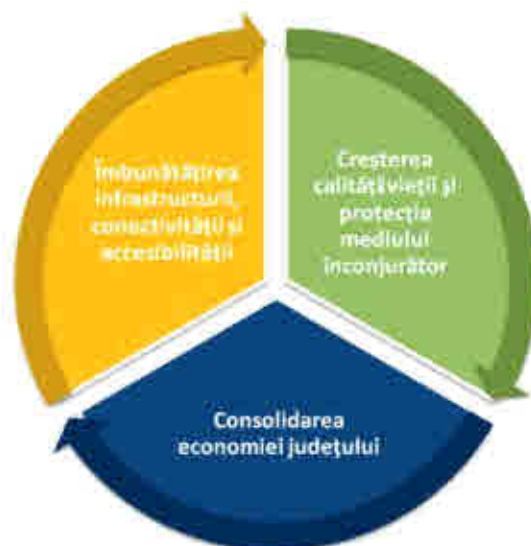 Îmbunătățirea
infrastructurii,
conectivității și
accesibilității
Creșterea
calității vieții și
protecția
mediului
înconjurător
Consolidarea
economiei județului